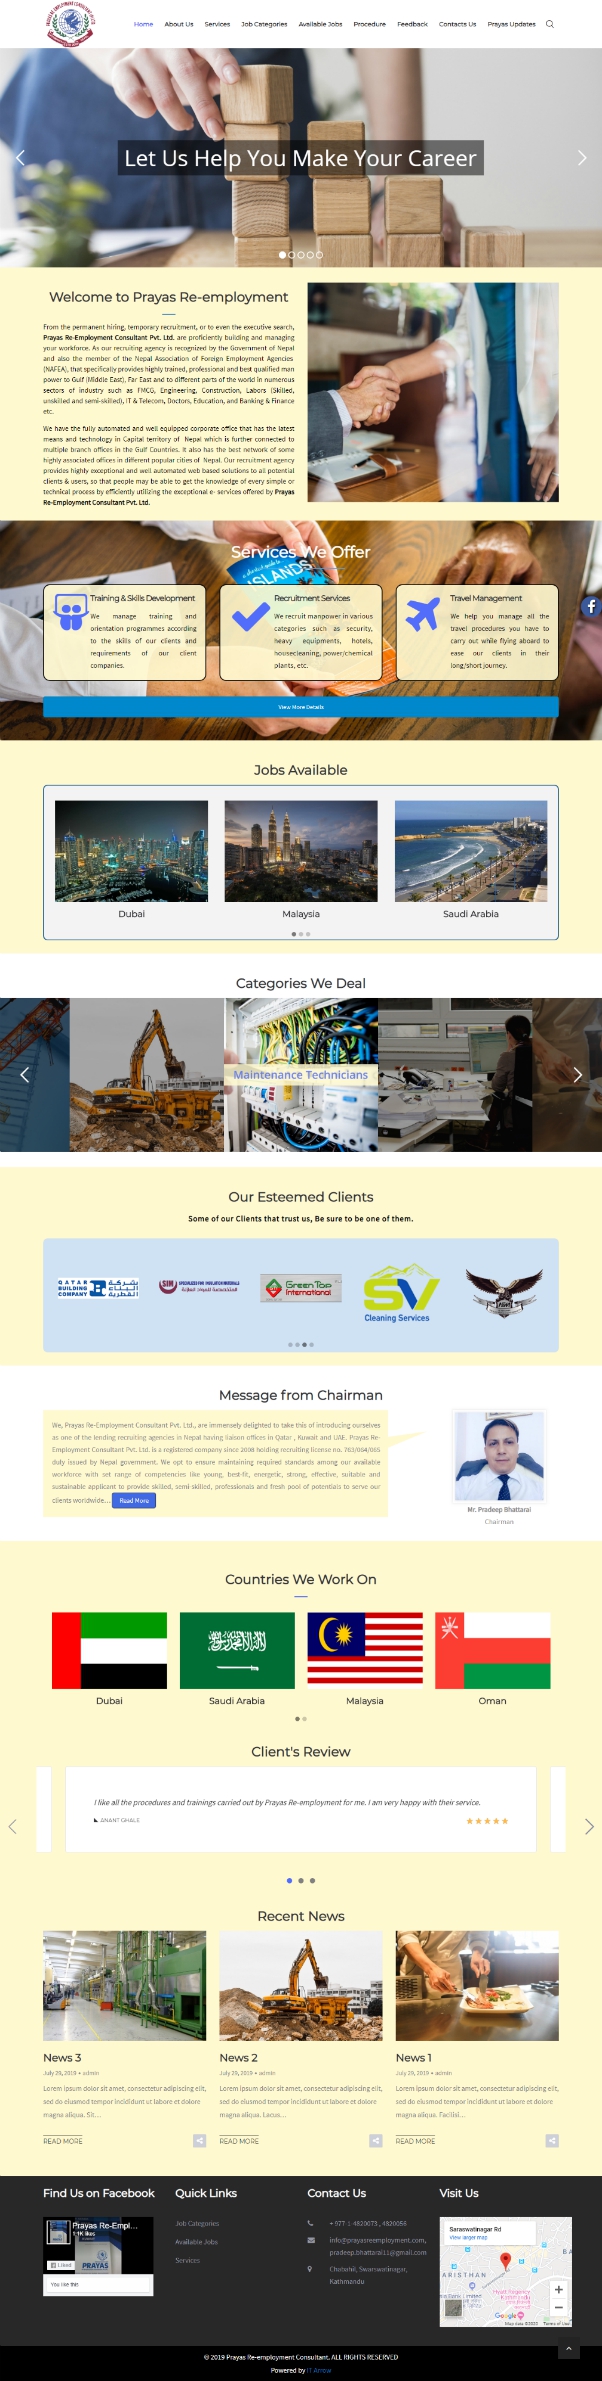 Home About Us Services Job Categories Available Jobs Procedure Feedback Contacts Us Prayas Updates
Let Us Help You Make Your Career
Welcome to Prayas Re-employment
From the permanent hiring, temporary recruitment, or to even the executive search,
Prayas Re-Employment Consultant Pvt. Ltd. are proficiently building and managing
your workforce. As our recruiting agency is recognized by the Government of Nepal
and also the member of the Nepal Association of Foreign Employment Agencies
(NAFEA), that specifically provides highly trained, professional and best qualified man
power to Gulf (Middle East), Far East and to different parts of the world in numerous
sectors of industry such as FMCG, Engineering, Construction, Labors (Skilled,
unskilled and semi-skilled), IT & Telecom, Doctors, Education, and Banking & Finance
etc.
We have the fully automated and well equipped corporate office that has the latest
means and technology in Capital territory of Nepal which is further connected to
multiple branch offices in the Gulf Countries. It also has the best network of some
highly associated offices in different popular cities of Nepal. Our recruitment agency
provides highly exceptional and well automated web based solutions to all potential
clients & users, so that people may be able to get the knowledge of every simple or
technical process by efficiently utilizing the exceptional e- services offered by Prayas
Re-Employment Consultant Pvt. Ltd.
Services We Offer
ISLANDS
Training & Skills Development
We manage training and
orientation programmes according
to the skills of our clients and
requirements of our client
companies.
Recruitment Services
We recruit manpower in various
categories such as security,
heavy equipments, hotels,
housecleaning, power/chemical
plants, etc.
Travel Management
We help you manage all the
travel procedures you have to
carry out while flying aboard to
ease our clients in their
long/short journey.
View More Details
Jobs Available
Dubai Malaysia Saudi Arabia
Categories We Deal
Maintenance Technicians
Our Esteemed Clients
Some of our Clients that trust us, Be sure to be one of them.
QATAR BUILDING COMPANY شركة البناء القطرية
SIM SPECIALIZED FOR INSULATION MATERIALS
Green Top International
SV Cleaning Services
Message from Chairman
We, Prayas Re-Employment Consultant Pvt. Ltd., are immensely delighted to take this of introducing ourselves
as one of the lending recruiting agencies in Nepal having liaison offices in Qatar , Kuwait and UAE. Prayas Re-
Employment Consultant Pvt. Ltd. is a registered company since 2008 holding recruiting license no. 763/064/065
duly issued by Nepal government. We opt to ensure maintaining required standards among our available
workforce with set range of competencies like young, best-fit, energetic, strong, effective, suitable and
sustainable applicant to provide skilled, semi-skilled, professionals and fresh pool of potentials to serve our
clients worldwide... Read More
Mr. Pradeep Bhattarai
Chairman
Countries We Work On
Dubai Saudi Arabia Malaysia Oman
Client's Review
I like all the procedures and trainings carried out by Prayas Re-employment for me. I am very happy with their service.
ANANT GHALE
Recent News
News 3
July 29, 2019 • admin
Lorem ipsum dolor sit amet, consectetur adipiscing elit,
sed do eiusmod tempor incididunt ut labore et dolore
magna aliqua. Sit...
READ MORE
News 2
July 29, 2019 • admin
Lorem ipsum dolor sit amet, consectetur adipiscing elit,
sed do eiusmod tempor incididunt ut labore et dolore
magna aliqua. Lacus...
READ MORE
News 1
July 29, 2019 • admin
Lorem ipsum dolor sit amet, consectetur adipiscing elit,
sed do eiusmod tempor incididunt ut labore et dolore
magna aliqua. Facilisi...
READ MORE
Find Us on Facebook
Prayas Re-Empl...
1.1K likes
PRAYAS
Liked
You like this
Quick Links
Job Categories
Available Jobs
Services
Contact Us
+ 977-1-4820073 , 4820056
info@prayasreemployment.com,
pradeep.bhattarai11@gmail.com
Chabahil, Swarswatinagar,
Kathmandu
Visit Us
Saraswatinagar Rd
View larger map
ARISTHAN
Hyatt Regency
Kathmandu
Google
Map data ©2021 Terms of Use
© 2019 Prayas Re-employment Consultant. ALL RIGHTS RESERVED
Powered by IT Arrow